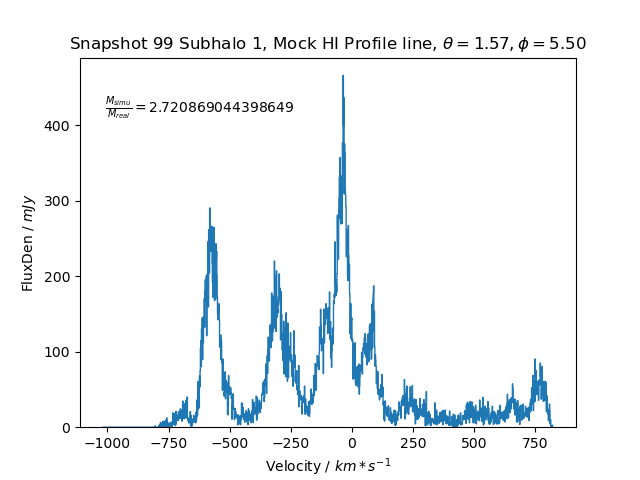 Snapshot 99 Subhalo 1, Mock HI Profile line, θ = 1.57, ϕ = 5.50
M_simu/M_real = 2.720869044398649
FluxDen / mJy
400
300
200
100
0
−1000 −750 −500 −250 0 250 500 750
Velocity / km * s⁻¹